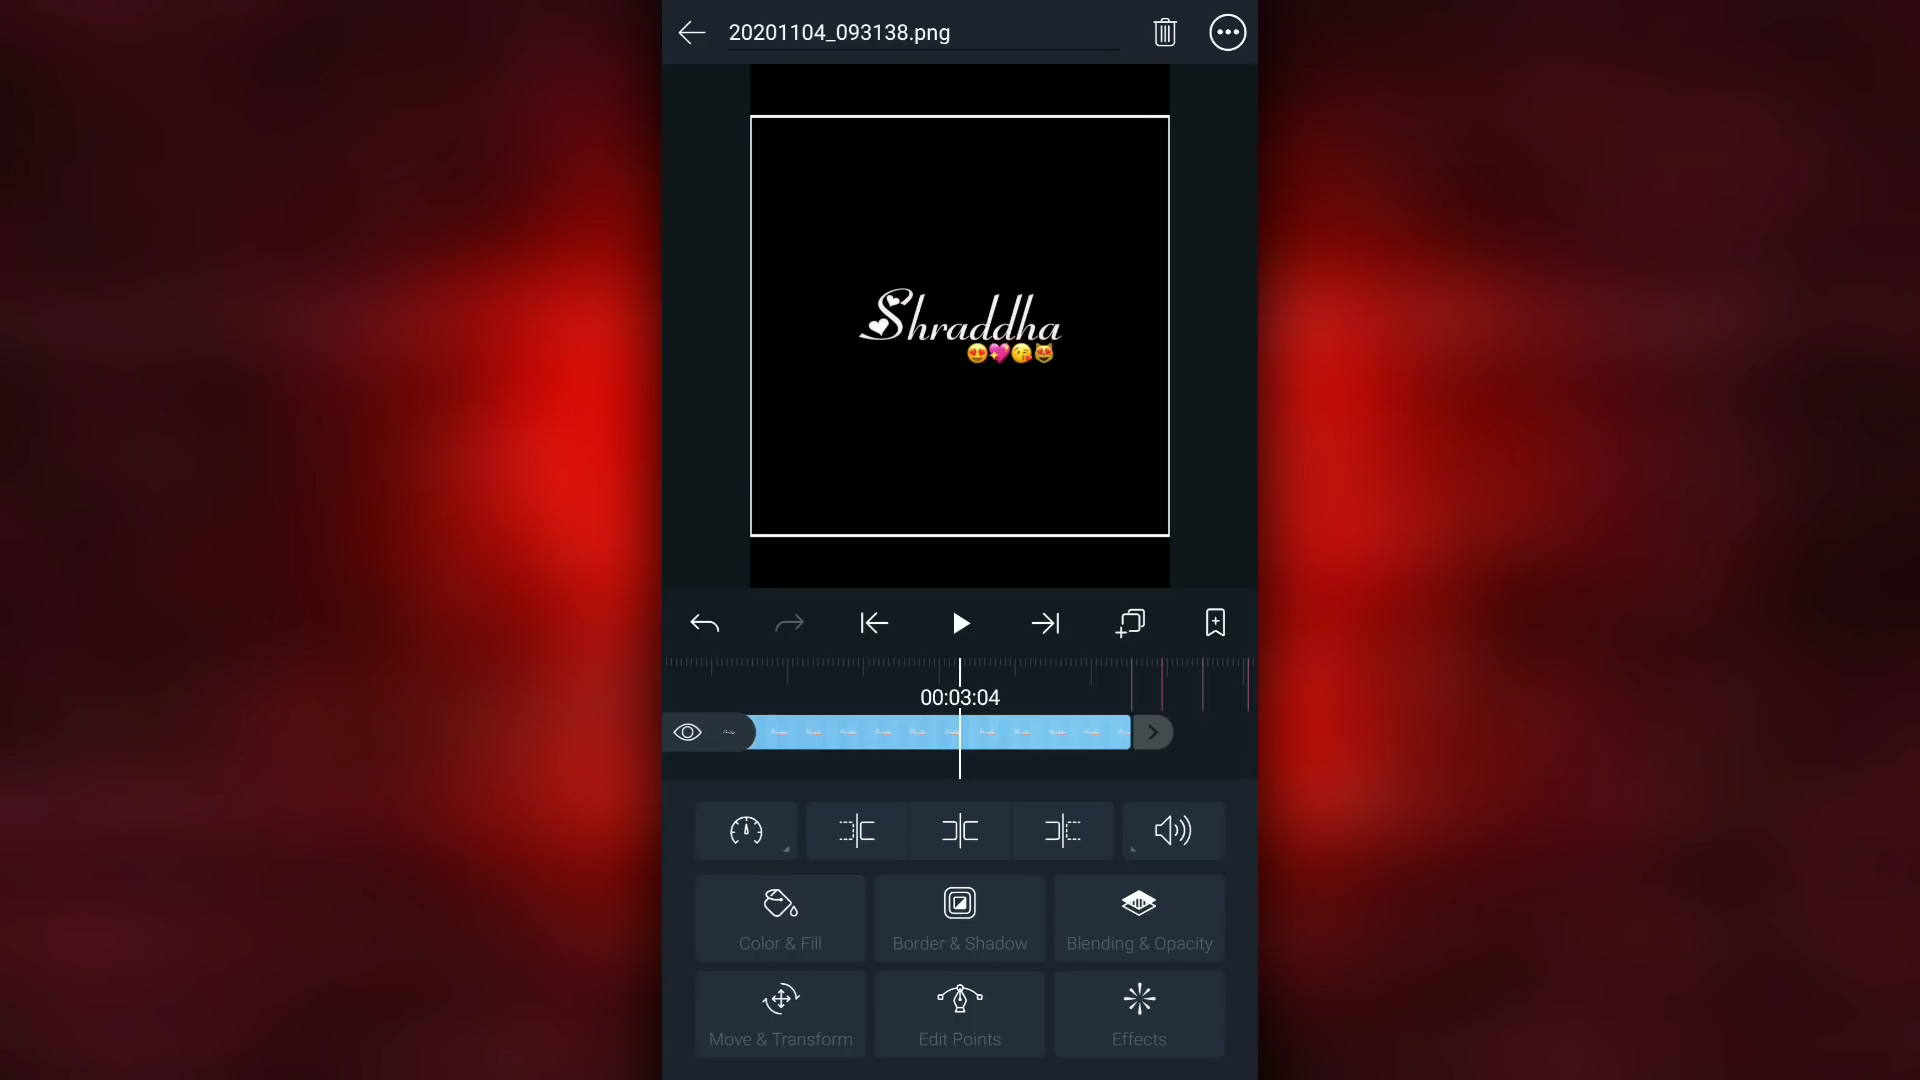 20201104_093138.png
Shraddha
😍💖😘😻
00:03:04
Color & Fill
Border & Shadow
Blending & Opacity
Move & Transform
Edit Points
Effects